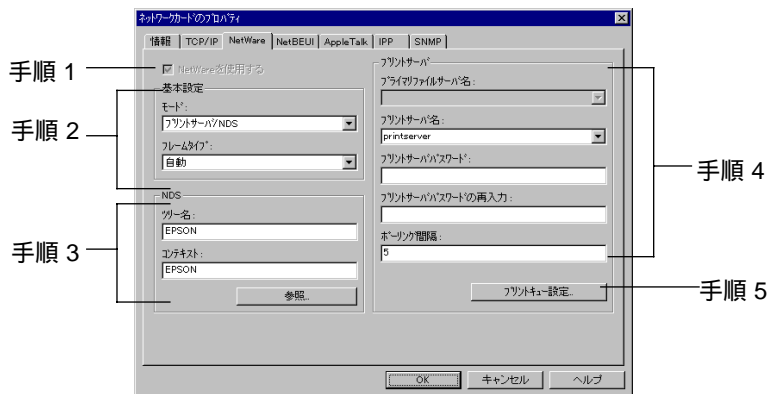 ネットワークカードのプロパティ
情報 TCP/IP NetWare NetBEUI AppleTalk IPP SNMP
手順 1
NetWareを使用する
手順 2
基本設定
モード:
プリントサーバ/NDS
フレームタイプ:
自動
手順 3
NDS
ツリー名:
EPSON
コンテキスト:
EPSON
参照...
プリントサーバ
プライマリファイルサーバ名:
プリントサーバ名:
printserver
プリントサーバパスワード:
プリントサーバパスワードの再入力:
ポーリング間隔:
5
手順 4
プリントキュー設定...
手順 5
OK キャンセル ヘルプ